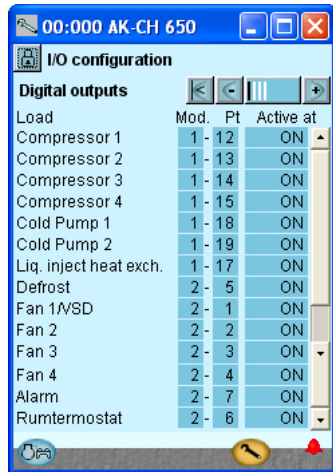 00:000 AK-CH 650
I/O configuration
Digital outputs
Load Mod. Pt Active at
Compressor 1 1 - 12 ON
Compressor 2 1 - 13 ON
Compressor 3 1 - 14 ON
Compressor 4 1 - 15 ON
Cold Pump 1 1 - 18 ON
Cold Pump 2 1 - 19 ON
Liq. inject heat exch. 1 - 17 ON
Defrost 2 - 5 ON
Fan 1/VSD 2 - 1 ON
Fan 2 2 - 2 ON
Fan 3 2 - 3 ON
Fan 4 2 - 4 ON
Alarm 2 - 7 ON
Rumtermostat 2 - 6 ON